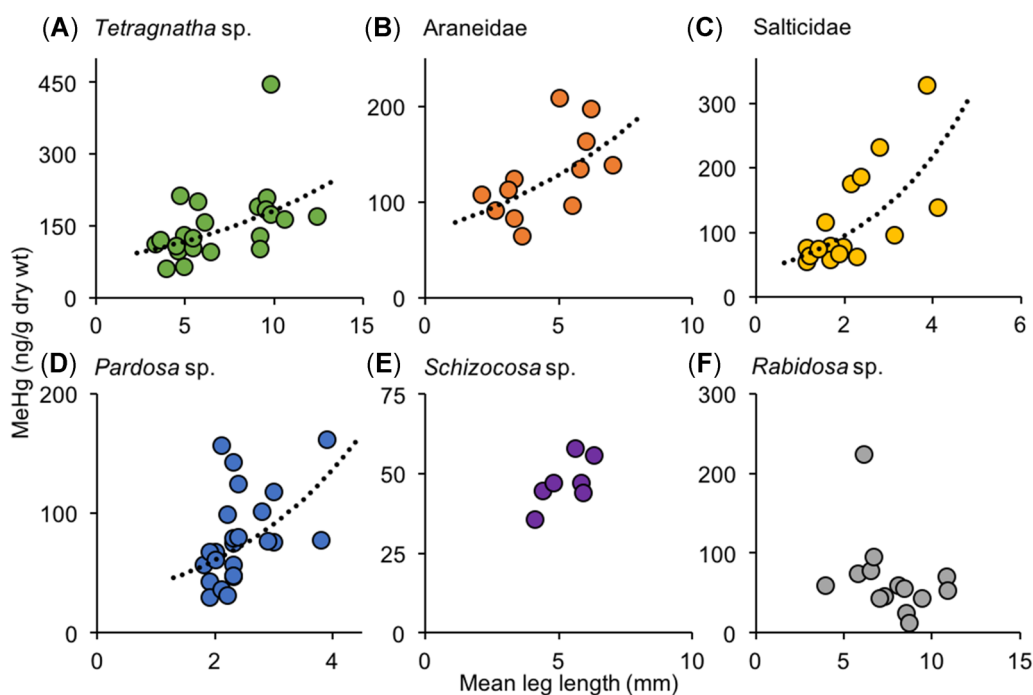 (A) Tetragnatha sp.
(B) Araneidae
(C) Salticidae
450
300
150
0
0 5 10 15
200
100
0
0 5 10
300
200
100
0
0 2 4 6
MeHg (ng/g dry wt)
(D) Pardosa sp.
(E) Schizocosa sp.
(F) Rabidosa sp.
200
100
0
0 2 4
75
50
25
0
0 5 10
300
200
100
0
0 5 10 15
Mean leg length (mm)